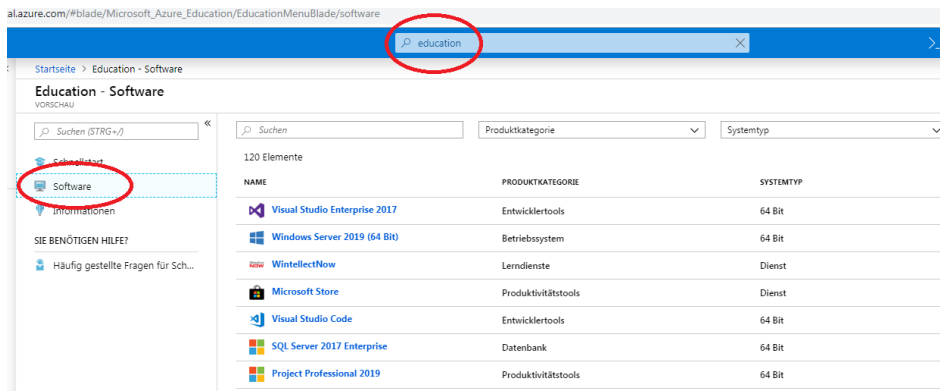 al.azure.com/#blade/Microsoft_Azure_Education/EducationMenuBlade/software
education
Startseite > Education - Software
Education - Software
VORSCHAU
Suchen (STRG+/)
Schnellstart
Software
Informationen
SIE BENÖTIGEN HILFE?
Häufig gestellte Fragen für Sch...
Suchen
Produktkategorie
Systemtyp
120 Elemente
NAME PRODUKTKATEGORIE SYSTEMTYP
Visual Studio Enterprise 2017 Entwicklertools 64 Bit
Windows Server 2019 (64 Bit) Betriebssystem 64 Bit
WintellectNow Lerndienste Dienst
Microsoft Store Produktivitätstools Dienst
Visual Studio Code Entwicklertools 64 Bit
SQL Server 2017 Enterprise Datenbank 64 Bit
Project Professional 2019 Produktivitätstools 64 Bit